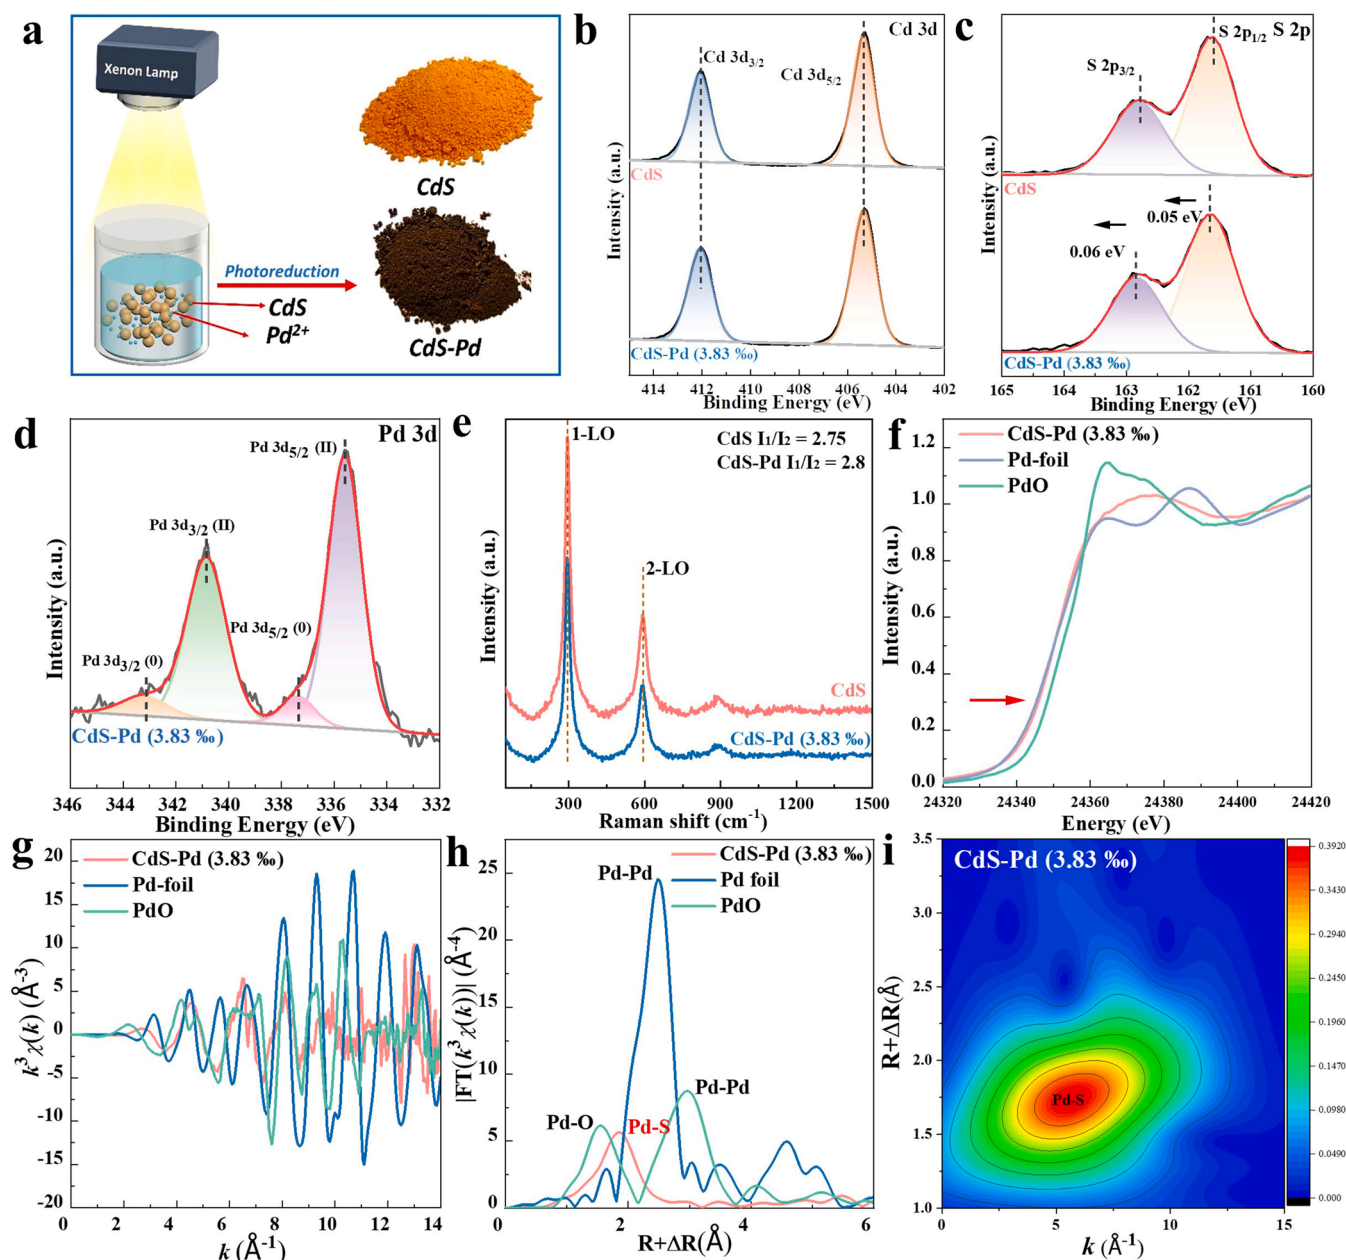 a
Xenon Lamp
CdS
Photoreduction
CdS
Pd²⁺
CdS-Pd
b
Cd 3d
Cd 3d₃/₂
Cd 3d₅/₂
CdS
CdS-Pd (3.83 ‰)
Intensity (a.u.)
414 412 410 408 406 404 402
Binding Energy (eV)
c
S 2p₁/₂ S 2p
S 2p₃/₂
CdS
0.05 eV
0.06 eV
CdS-Pd (3.83 ‰)
Intensity (a.u.)
165 164 163 162 161 160
Binding Energy (eV)
d
Pd 3d
Pd 3d₅/₂ (II)
Pd 3d₃/₂ (II)
Pd 3d₅/₂ (0)
Pd 3d₃/₂ (0)
CdS-Pd (3.83 ‰)
Intensity (a.u.)
346 344 342 340 338 336 334 332
Binding Energy (eV)
e
1-LO
CdS I₁/I₂ = 2.75
CdS-Pd I₁/I₂ = 2.8
2-LO
CdS
CdS-Pd (3.83 ‰)
Intensity (a.u.)
300 600 900 1200 1500
Raman shift (cm⁻¹)
f
CdS-Pd (3.83 ‰)
Pd-foil
PdO
Intensity (a.u.)
1.2
1.0
0.8
0.6
0.4
0.2
0.0
24320 24340 24360 24380 24400 24420
Energy (eV)
g
CdS-Pd (3.83 ‰)
Pd-foil
PdO
k³χ(k) (Å⁻³)
20
15
10
5
0
-5
-10
-15
-20
0 2 4 6 8 10 12 14
k (Å⁻¹)
h
CdS-Pd (3.83 ‰)
Pd foil
PdO
Pd-Pd
Pd-Pd
Pd-O
Pd-S
|FT(k³χ(k))| (Å⁻⁴)
25
20
15
10
5
0
0 2 4 6
R+ΔR(Å)
i
CdS-Pd (3.83 ‰)
Pd-S
R+ΔR(Å)
3.5
3.0
2.5
2.0
1.5
1.0
0 5 10 15
k (Å⁻¹)
0.3920
0.3430
0.2940
0.2450
0.1960
0.1470
0.0980
0.0490
0.000